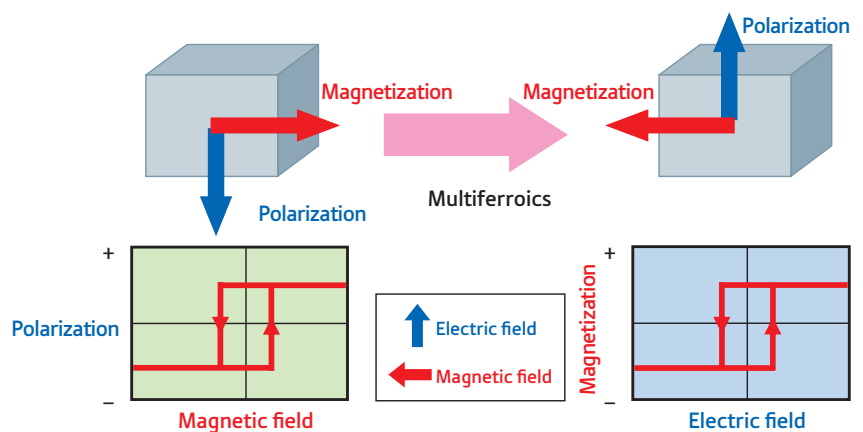 Polarization
Magnetization
Magnetization
Polarization
Multiferroics
+
Polarization
−
Magnetic field
Electric field
Magnetic field
+
Magnetization
−
Electric field